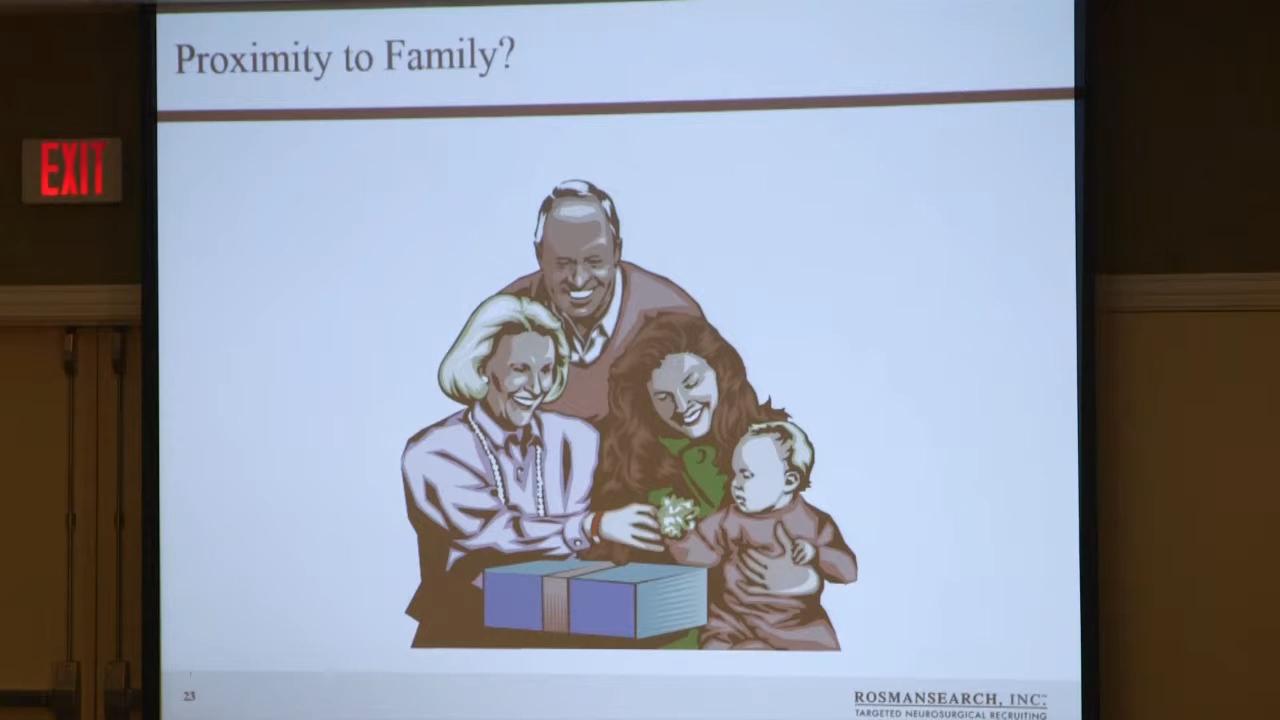 Proximity to Family?
EXIT
23
ROSMANSEARCH, INC.
TARGETED NEUROSURGICAL RECRUITING